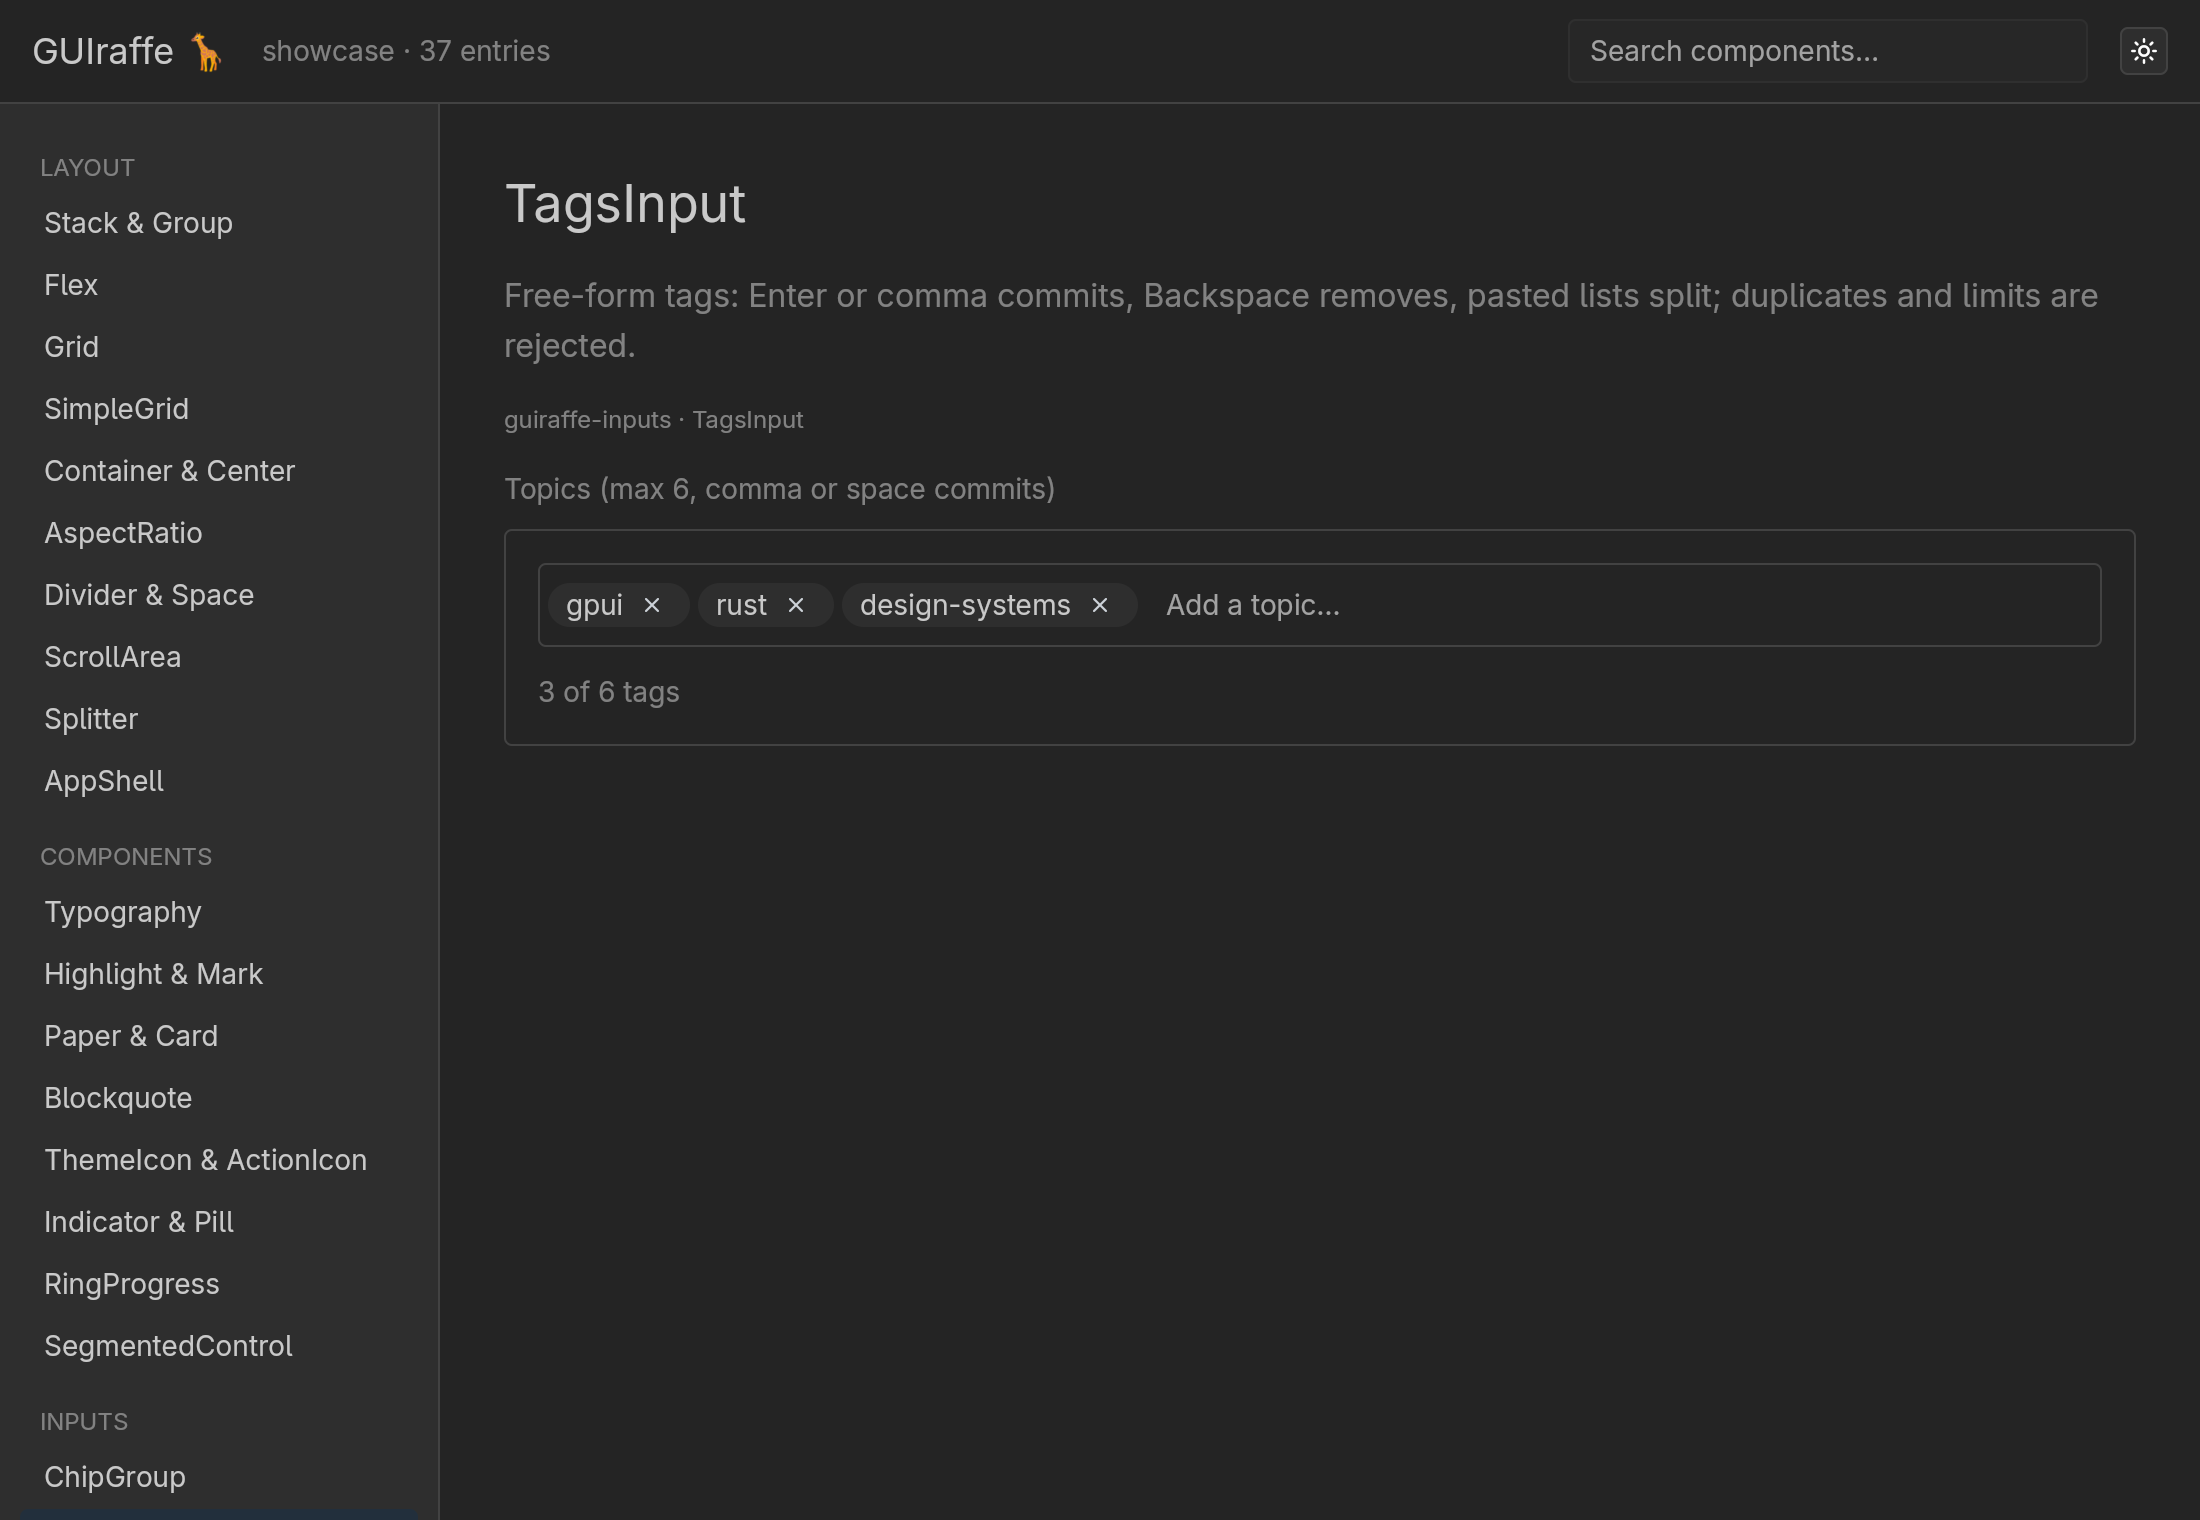 GUIraffe 🦒 showcase · 37 entries Search components...
LAYOUT
Stack & Group
Flex
Grid
SimpleGrid
Container & Center
AspectRatio
Divider & Space
ScrollArea
Splitter
AppShell
COMPONENTS
Typography
Highlight & Mark
Paper & Card
Blockquote
ThemeIcon & ActionIcon
Indicator & Pill
RingProgress
SegmentedControl
INPUTS
ChipGroup
TagsInput
Free-form tags: Enter or comma commits, Backspace removes, pasted lists split; duplicates and limits are
rejected.
guiraffe-inputs · TagsInput
Topics (max 6, comma or space commits)
gpui × rust × design-systems × Add a topic...
3 of 6 tags